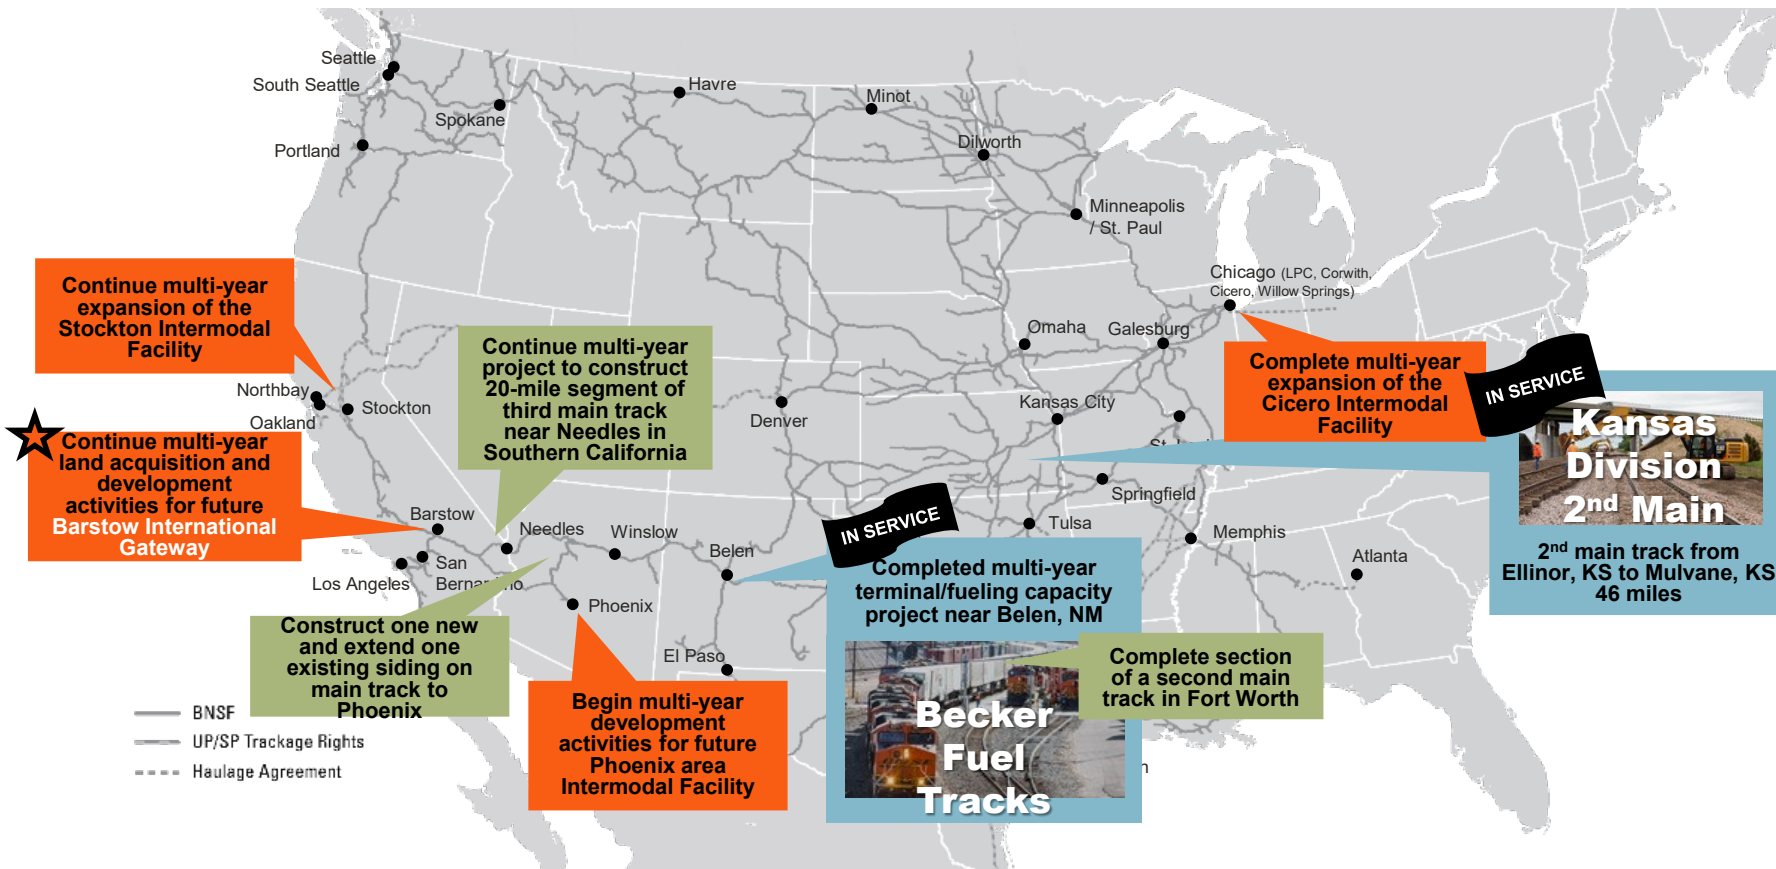 Seattle
South Seattle
Spokane
Portland
Havre
Minot
Dilworth
Minneapolis
/ St. Paul
Chicago (LPC, Corwith,
Cicero, Willow Springs)
Omaha
Galesburg
Continue multi-year
expansion of the
Stockton Intermodal
Facility
Continue multi-year
project to construct
20-mile segment of
third main track
near Needles in
Southern California
Complete multi-year
expansion of the
Cicero Intermodal
Facility
IN SERVICE
Kansas
Division
2nd Main
2nd main track from
Ellinor, KS to Mulvane, KS
46 miles
Northbay
Oakland
Stockton
Denver
Kansas City
Springfield
Continue multi-year
land acquisition and
development
activities for future
Barstow International
Gateway
Barstow
Needles
Winslow
Belen
Tulsa
Memphis
Atlanta
Los Angeles
San
Phoenix
El Paso
IN SERVICE
Completed multi-year
terminal/fueling capacity
project near Belen, NM
Becker
Fuel
Tracks
Complete section
of a second main
track in Fort Worth
Construct one new
and extend one
existing siding on
main track to
Phoenix
Begin multi-year
development
activities for future
Phoenix area
Intermodal Facility
BNSF
UP/SP Trackage Rights
Haulage Agreement